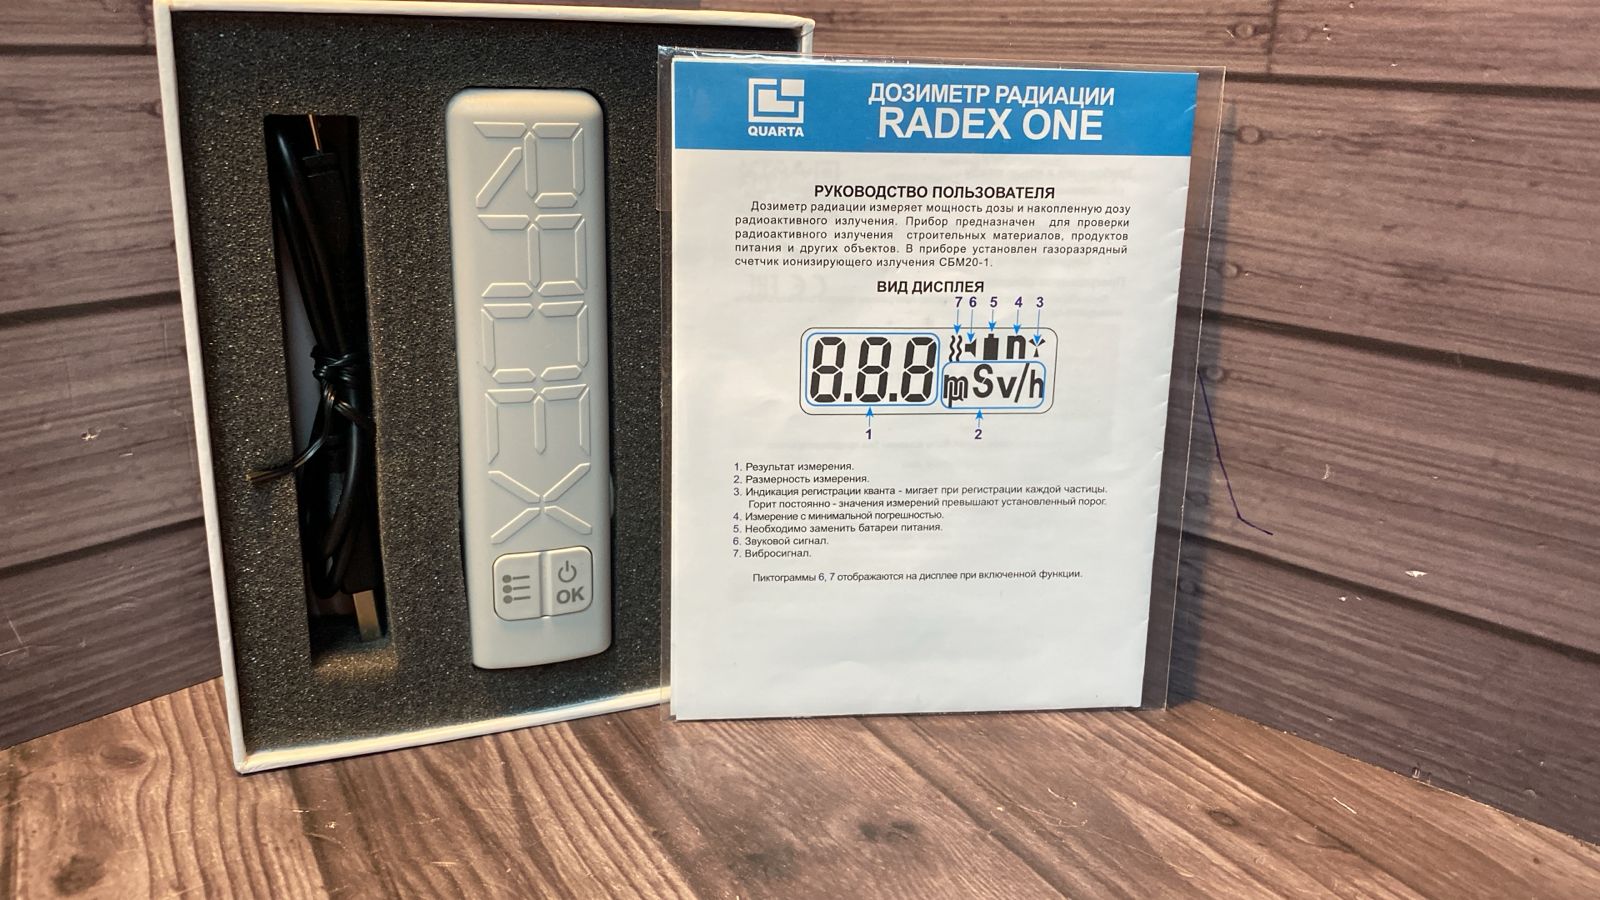 RADEX
OK
QUARTA
ДОЗИМЕТР РАДИАЦИИ
RADEX ONE
РУКОВОДСТВО ПОЛЬЗОВАТЕЛЯ
Дозиметр радиации измеряет мощность дозы и накопленную дозу
радиоактивного излучения. Прибор предназначен для проверки
радиоактивного излучения строительных материалов, продуктов
питания и других объектов. В приборе установлен газоразрядный
счетчик ионизирующего излучения СБМ20-1.
ВИД ДИСПЛЕЯ
7 6 5 4 3
8.8.8 n
mµSv/h
1 2
1. Результат измерения.
2. Размерность измерения.
3. Индикация регистрации кванта - мигает при регистрации каждой частицы.
Горит постоянно - значения измерений превышают установленный порог.
4. Измерение с минимальной погрешностью.
5. Необходимо заменить батареи питания.
6. Звуковой сигнал.
7. Вибросигнал.
Пиктограммы 6, 7 отображаются на дисплее при включенной функции.